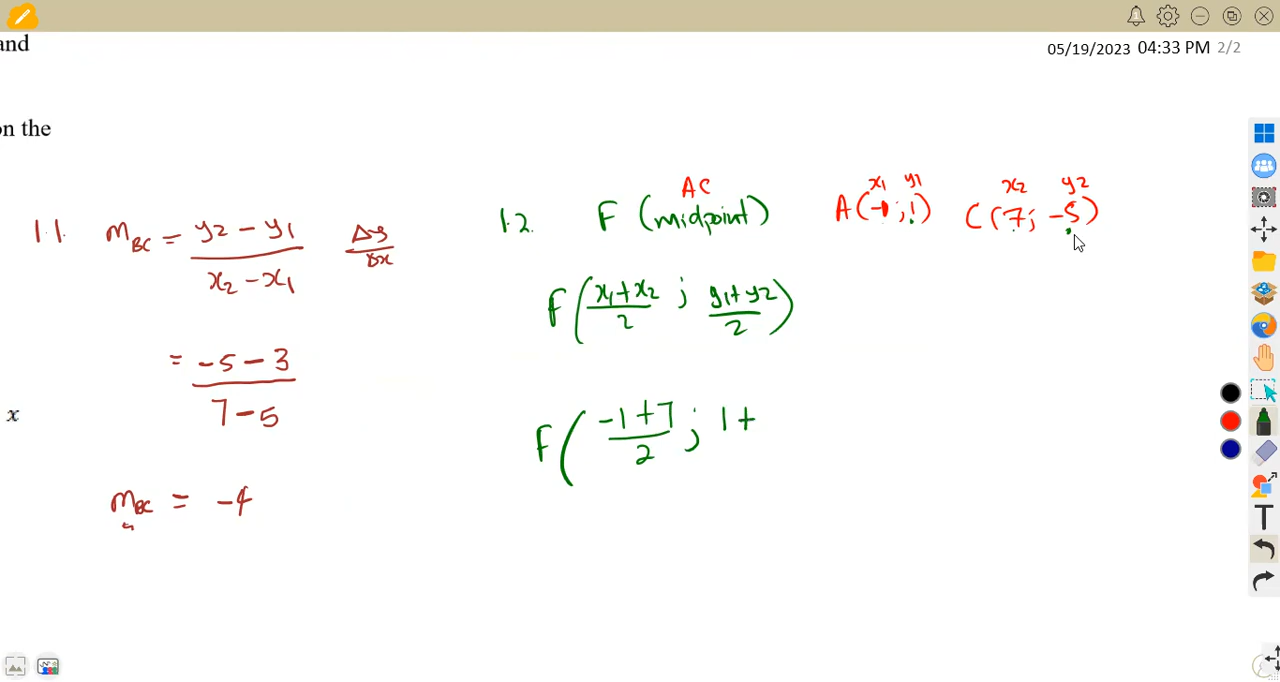 and
05/19/2023 04:33 PM 2/2
on the
x
1.1. mBC = y2 - y1 / x2 - x1 Δy/Δx
= -5 - 3 / 7 - 5
mBC = -4
AC
1.2. F (midpoint)
x1 y1 x2 y2
A(-1 ; 1) C(7; -5)
F(x1+x2 / 2 ; y1+y2 / 2)
F( -1+7 / 2 ; 1+
T